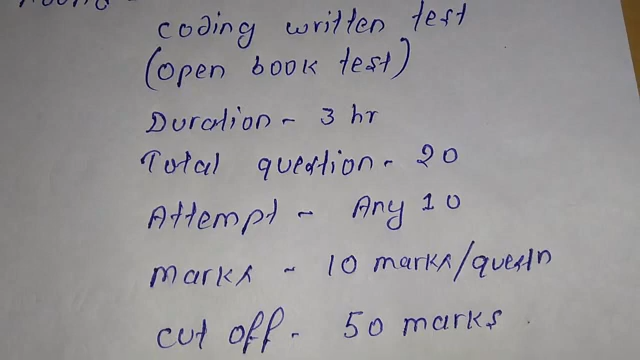 coding written test
(open book test)
Duration - 3 hr
Total question - 20
Attempt - Any 10
marks - 10 marks/questn
cut off - 50 marks